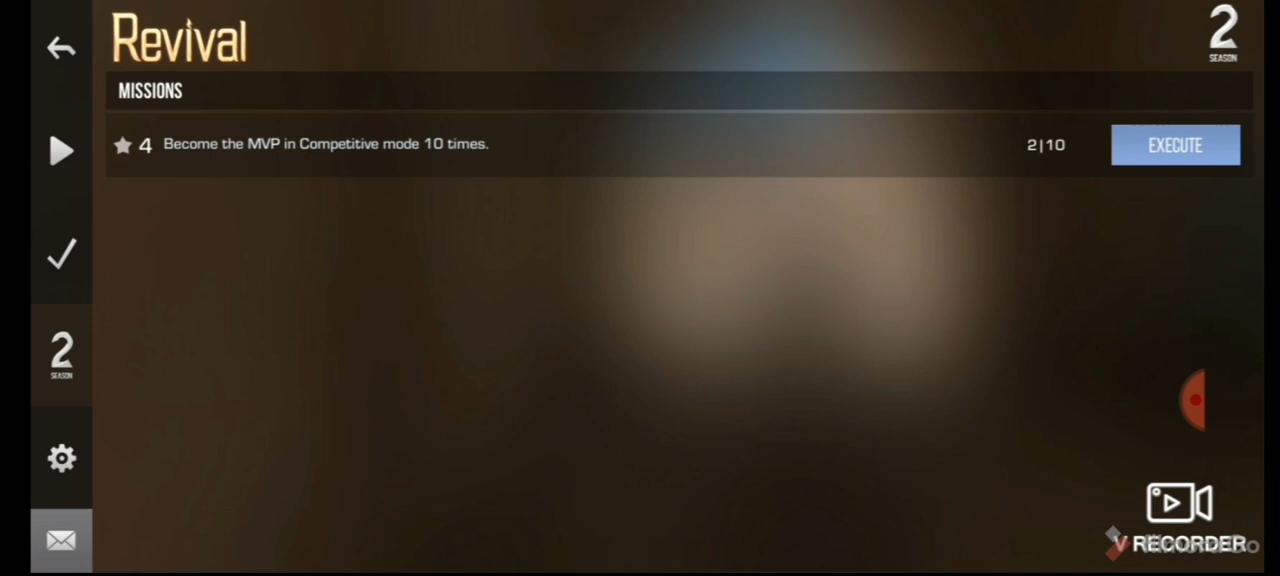 Revival
2
SEASON
MISSIONS
4 Become the MVP in Competitive mode 10 times.
2|10
EXECUTE
2
SEASON
V RECORDER